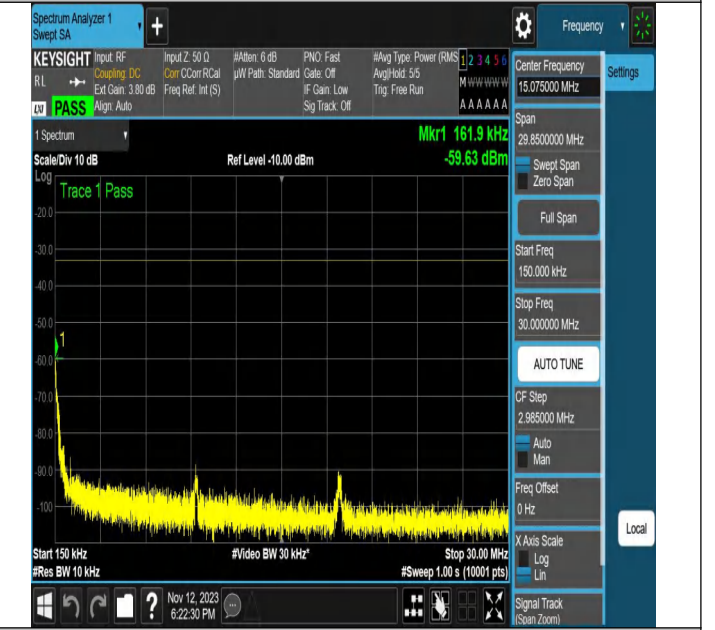 Spectrum Analyzer 1
Swept SA
+
Frequency
KEYSIGHT
RL
LXI
PASS
Input: RF
Coupling: DC
Ext Gain: 3.80 dB
Align: Auto
Input Z: 50 Ω
Corr CCorr RCal
Freq Ref: Int (S)
#Atten: 6 dB
µW Path: Standard
PNO: Fast
Gate: Off
IF Gain: Low
Sig Track: Off
#Avg Type: Power (RMS
Avg|Hold: 5/5
Trig: Free Run
1 2 3 4 5 6
M W W W W W
A A A A A A
1 Spectrum
Scale/Div 10 dB
Ref Level -10.00 dBm
Mkr1 161.9 kHz
-59.63 dBm
Log
Trace 1 Pass
-20.0
-30.0
-40.0
-50.0
1
-60.0
-70.0
-80.0
-90.0
-100
Start 150 kHz
#Video BW 30 kHz*
Stop 30.00 MHz
#Res BW 10 kHz
#Sweep 1.00 s (10001 pts)
?
Nov 12, 2023
6:22:30 PM
Center Frequency
15.075000 MHz
Settings
Span
29.8500000 MHz
Swept Span
Zero Span
Full Span
Start Freq
150.000 kHz
Stop Freq
30.000000 MHz
AUTO TUNE
CF Step
2.985000 MHz
Auto
Man
Freq Offset
0 Hz
X Axis Scale
Log
Lin
Local
Signal Track
(Span Zoom)